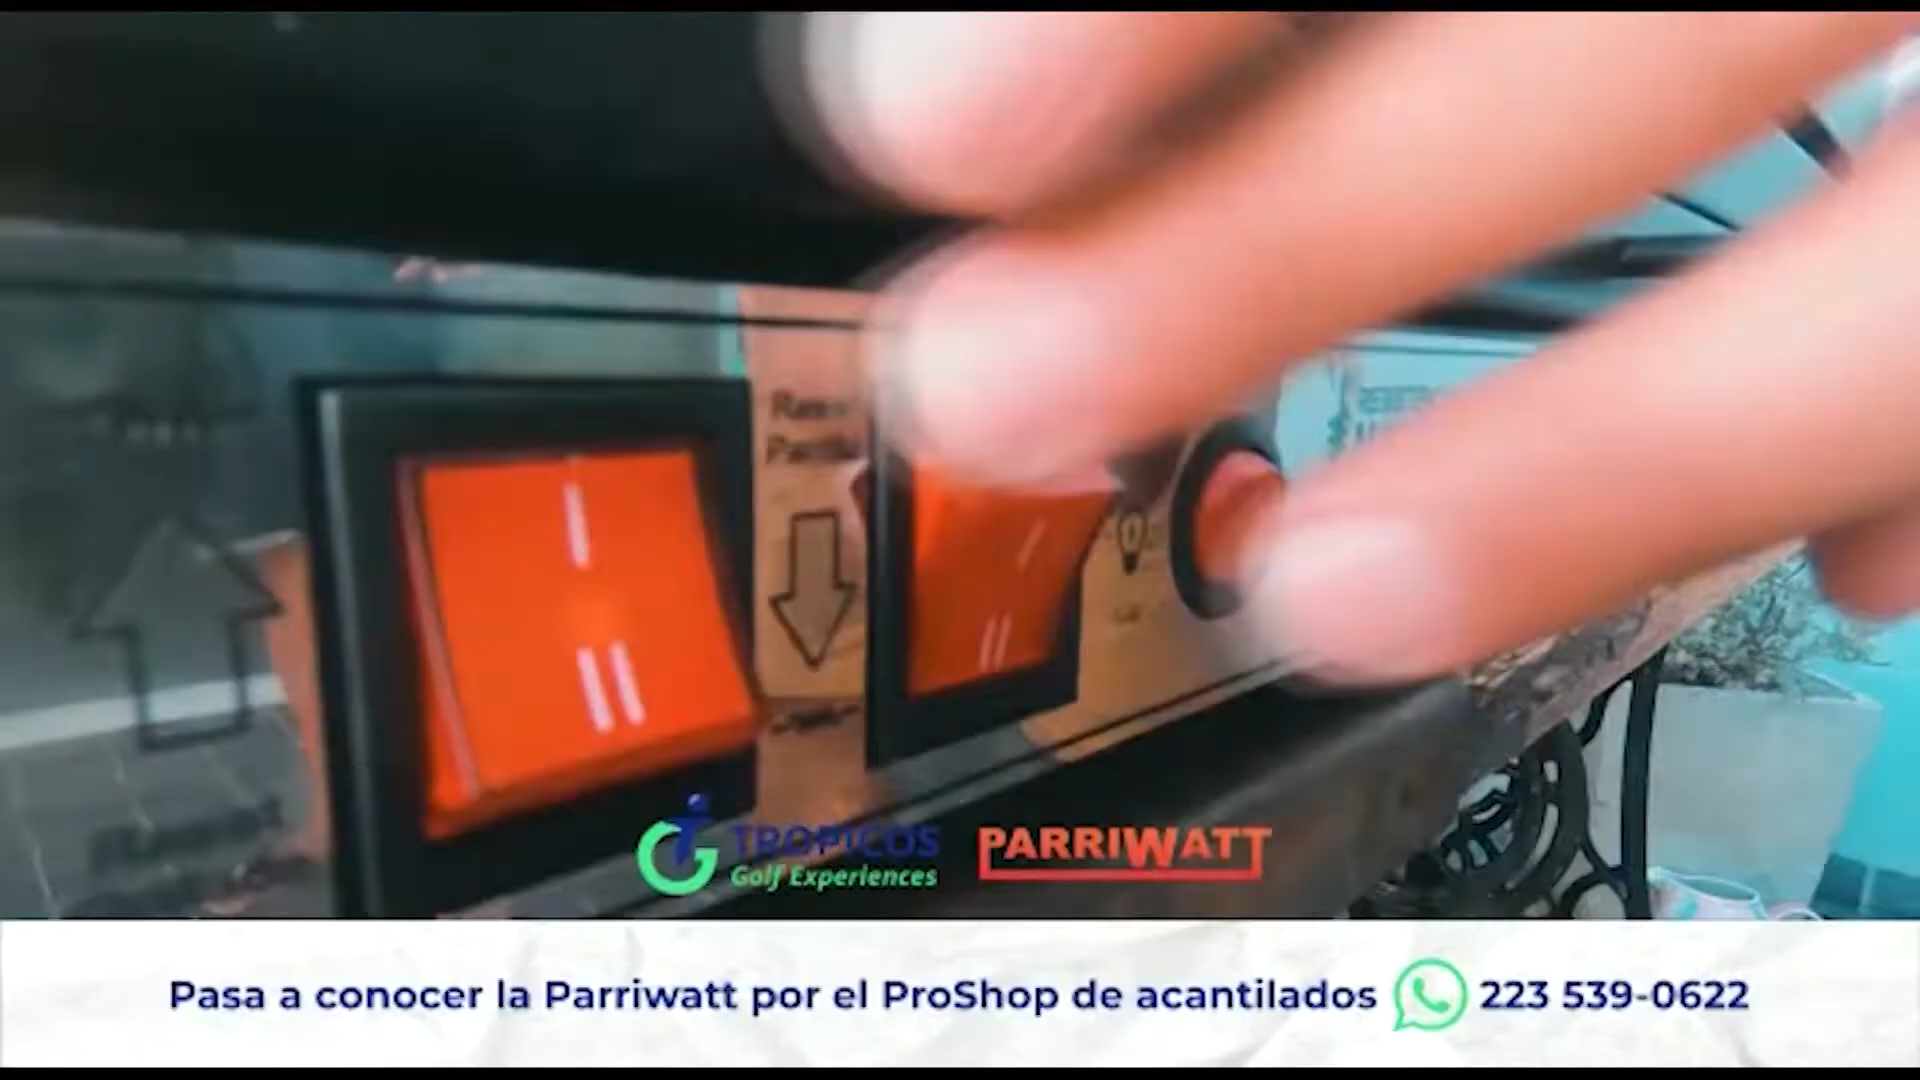 TROPICOS
Golf Experiences
PARRIWATT
Pasa a conocer la Parriwatt por el ProShop de acantilados 223 539-0622